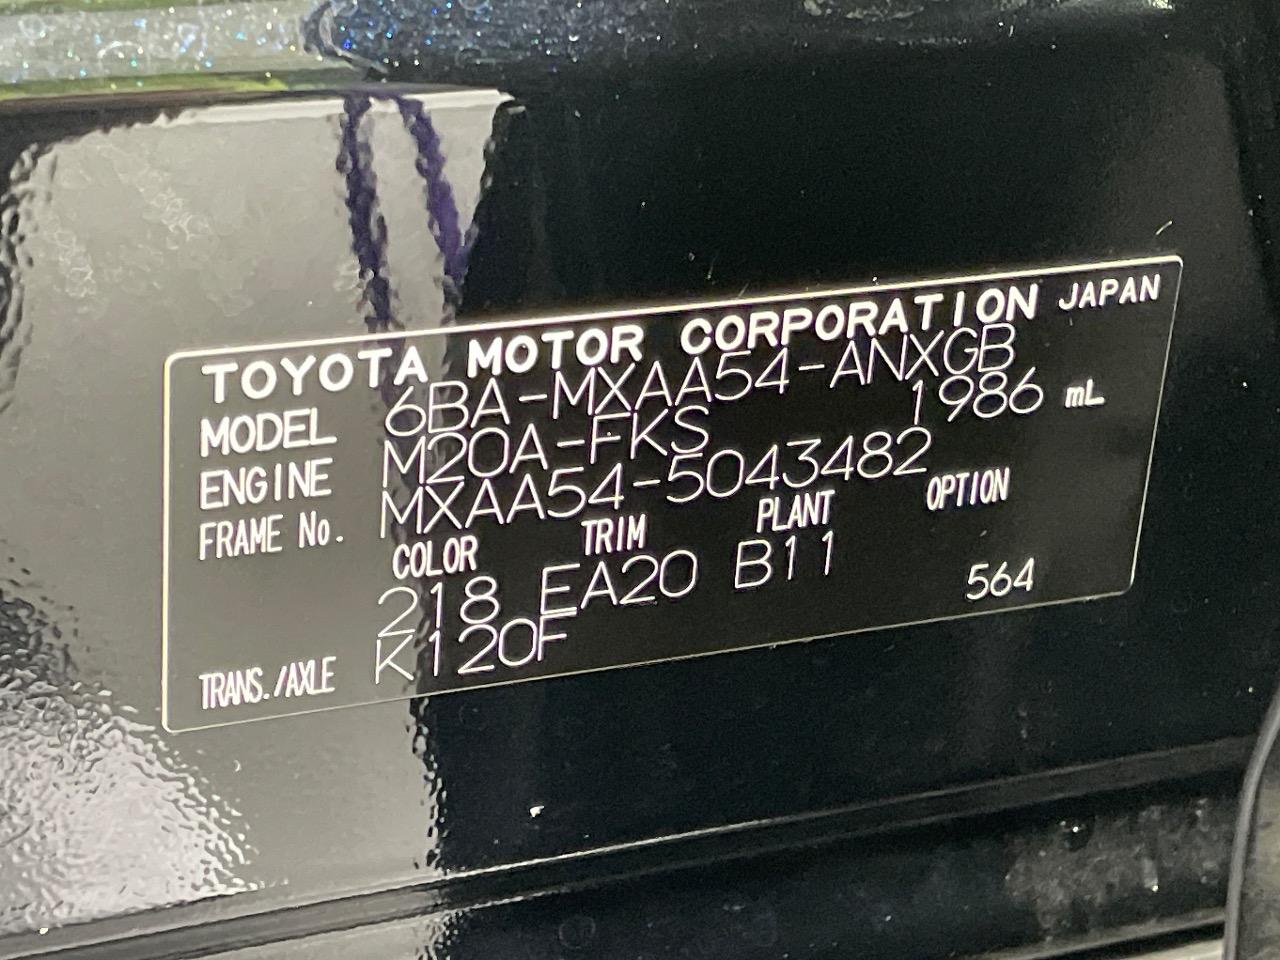 TOYOTA MOTOR CORPORATION JAPAN
MODEL 6BA-MXAA54-ANXGB
ENGINE M20A-FKS 1986 mL
FRAME No. MXAA54-5043482
COLOR TRIM PLANT OPTION
218 EA20 B11 564
TRANS./AXLE K120F